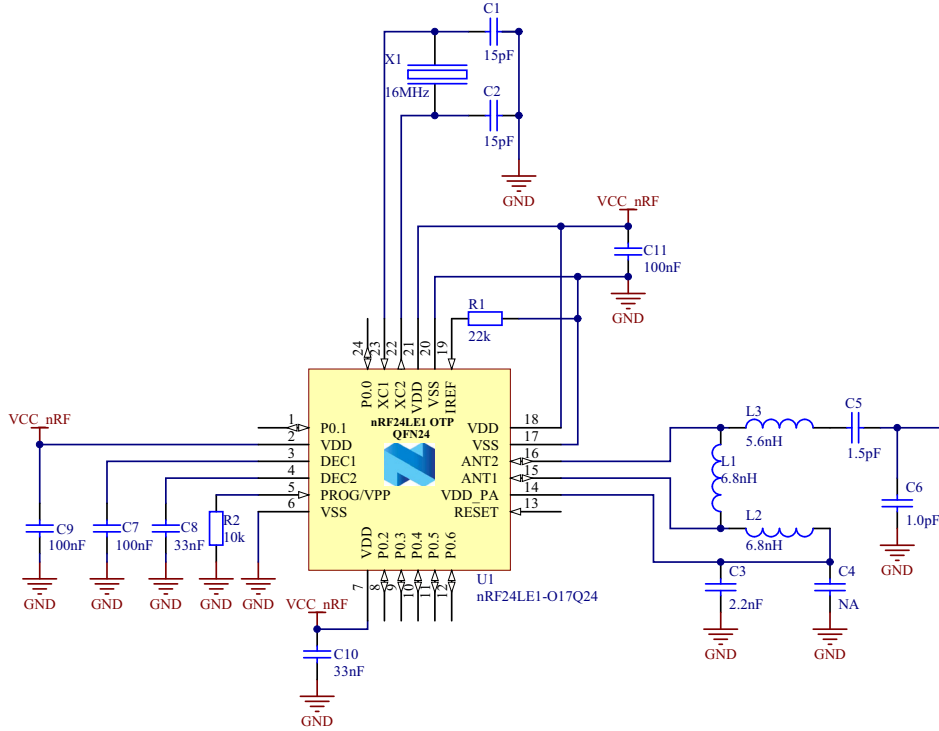 C1
15pF
X1
16MHz
C2
15pF
GND
VCC_nRF
C11
100nF
GND
R1
22k
24
23
22
21
20
19
P0.0
XC1
XC2
VDD
VSS
IREF
nRF24LE1 OTP
QFN24
1
P0.1
2
VDD
3
DEC1
4
DEC2
5
PROG/VPP
6
VSS
VDD
18
VSS
17
ANT2
16
ANT1
15
VDD_PA
14
RESET
13
VDD
P0.2
P0.3
P0.4
P0.5
P0.6
7
8
9
10
11
12
U1
nRF24LE1-O17Q24
VCC_nRF
C9
100nF
GND
C7
100nF
GND
C8
33nF
GND
R2
10k
GND
GND
VCC_nRF
C10
33nF
GND
L3
5.6nH
C5
1.5pF
L1
6.8nH
L2
6.8nH
C6
1.0pF
GND
C3
2.2nF
GND
C4
NA
GND